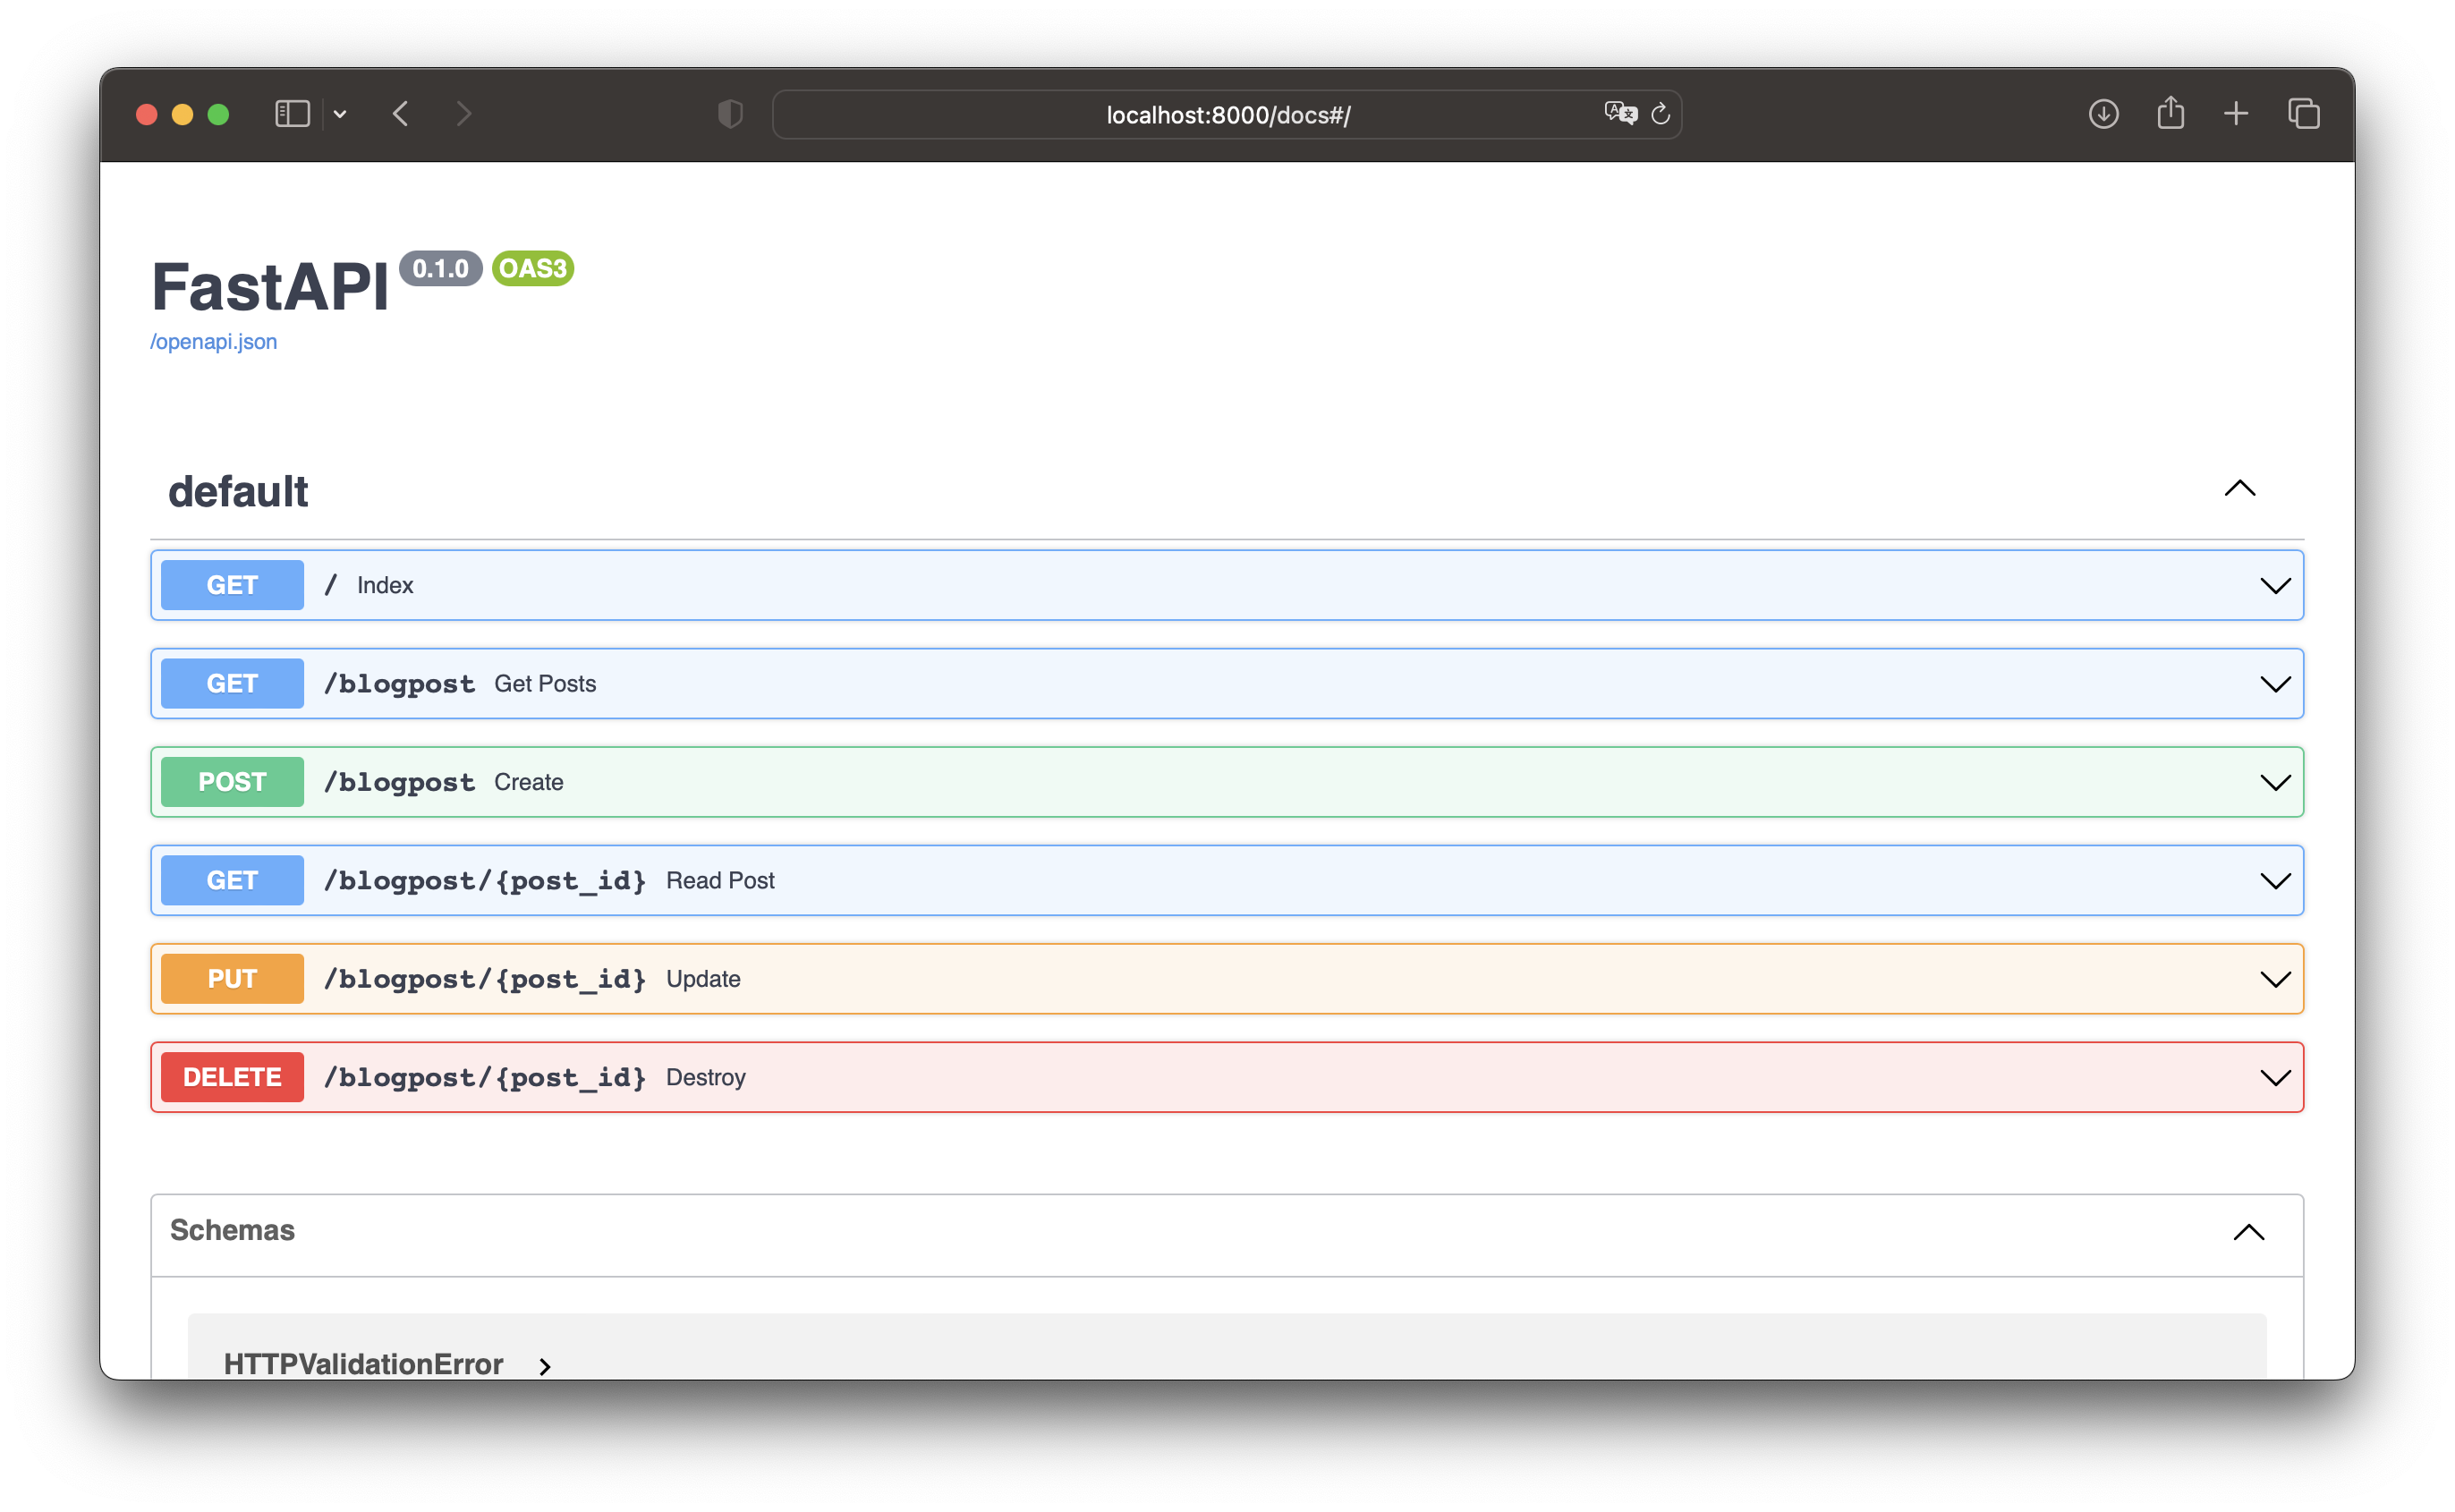 localhost:8000/docs#/
FastAPI 0.1.0 OAS3
/openapi.json
default
GET / Index
GET /blogpost Get Posts
POST /blogpost Create
GET /blogpost/{post_id} Read Post
PUT /blogpost/{post_id} Update
DELETE /blogpost/{post_id} Destroy
Schemas
HTTPValidationError